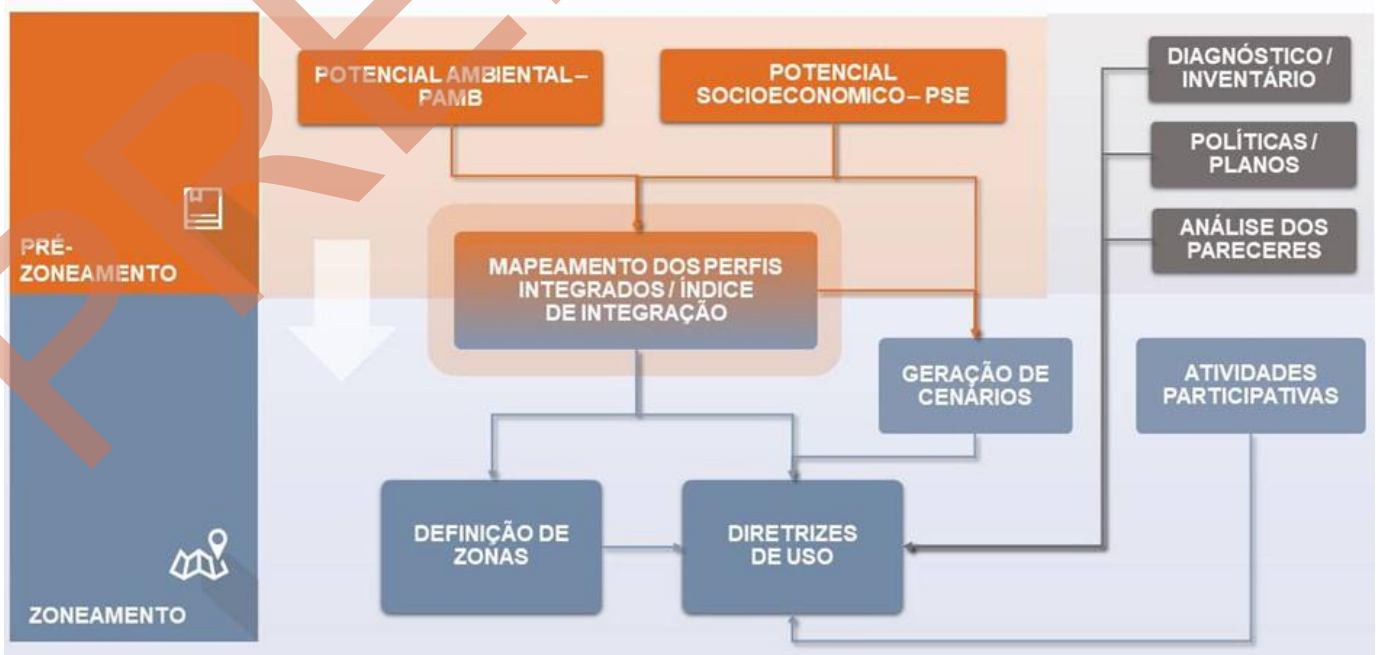 POTENCIAL AMBIENTAL –
PAMB
POTENCIAL
SOCIOECONOMICO – PSE
DIAGNÓSTICO /
INVENTÁRIO
POLÍTICAS /
PLANOS
ANÁLISE DOS
PARECERES
PRÉ-
ZONEAMENTO
MAPEAMENTO DOS PERFIS
INTEGRADOS / ÍNDICE
DE INTEGRAÇÃO
GERAÇÃO DE
CENÁRIOS
ATIVIDADES
PARTICIPATIVAS
DEFINIÇÃO DE
ZONAS
DIRETRIZES
DE USO
ZONEAMENTO
PRE